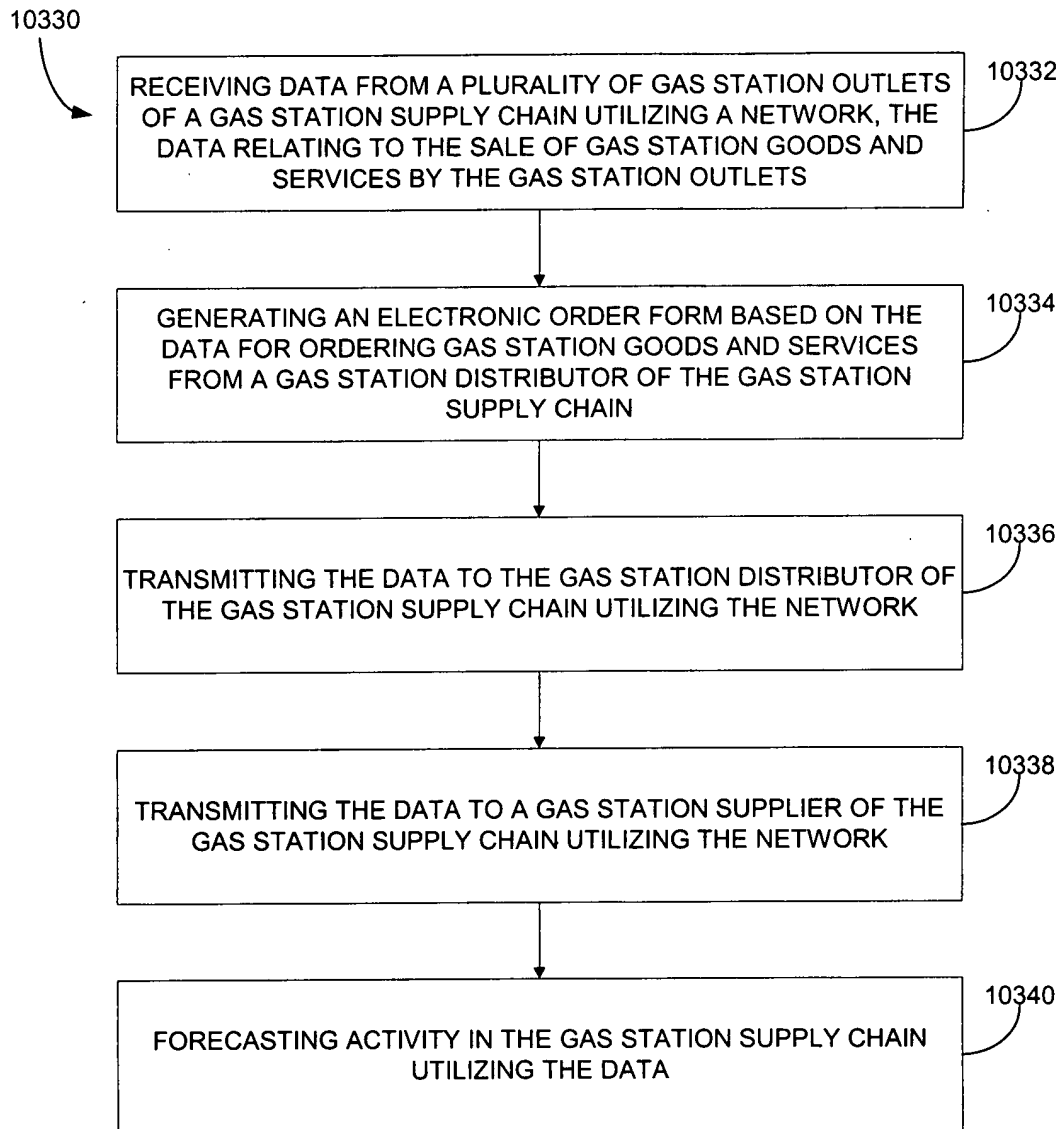 10330
10332
RECEIVING DATA FROM A PLURALITY OF GAS STATION OUTLETS
OF A GAS STATION SUPPLY CHAIN UTILIZING A NETWORK, THE
DATA RELATING TO THE SALE OF GAS STATION GOODS AND
SERVICES BY THE GAS STATION OUTLETS
10334
GENERATING AN ELECTRONIC ORDER FORM BASED ON THE
DATA FOR ORDERING GAS STATION GOODS AND SERVICES
FROM A GAS STATION DISTRIBUTOR OF THE GAS STATION
SUPPLY CHAIN
10336
TRANSMITTING THE DATA TO THE GAS STATION DISTRIBUTOR OF
THE GAS STATION SUPPLY CHAIN UTILIZING THE NETWORK
10338
TRANSMITTING THE DATA TO A GAS STATION SUPPLIER OF THE
GAS STATION SUPPLY CHAIN UTILIZING THE NETWORK
10340
FORECASTING ACTIVITY IN THE GAS STATION SUPPLY CHAIN
UTILIZING THE DATA